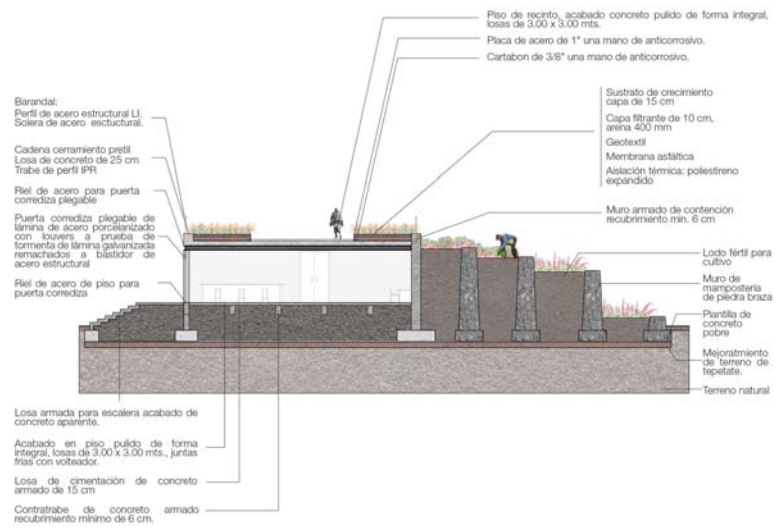 Piso de recinto, acabado concreto pulido de forma integral,
losas de 3.00 x 3.00 mts.
Placa de acero de 1" una mano de anticorrosivo.
Cartabon de 3/8" una mano de anticorrosivo.
Sustrato de crecimiento
capa de 15 cm
Capa filtrante de 10 cm,
arena 400 mm
Geotextil
Membrana asfáltica
Aislación térmica: poliestireno
expandido
Muro armado de contención
recubrimiento min. 6 cm
Lodo fértil para
cultivo
Muro de
mampostería
de piedra braza
Plantilla de
concreto
pobre
Mejoratmiento
de terreno de
tepetate.
Terreno natural
Barandal:
Perfil de acero estructural LI.
Solera de acero esctuctural.
Cadena cerramiento pretil
Losa de concreto de 25 cm
Trabe de perfil IPR
Riel de acero para puerta
corrediza plegable
Puerta corrediza plegable de
lámina de acero porcelanizado
con louvers a prueba de
tormenta de lámina galvanizada
remachados a bastidor de
acero estructural
Riel de acero de piso para
puerta corrediza
Losa armada para escalera acabado de
concreto aparente.
Acabado en piso pulido de forma
integral, losas de 3.00 x 3.00 mts., juntas
frias con volteador.
Losa de cimentación de concreto
armado de 15 cm
Contratrabe de concreto armado
recubrimiento mínimo de 6 cm.